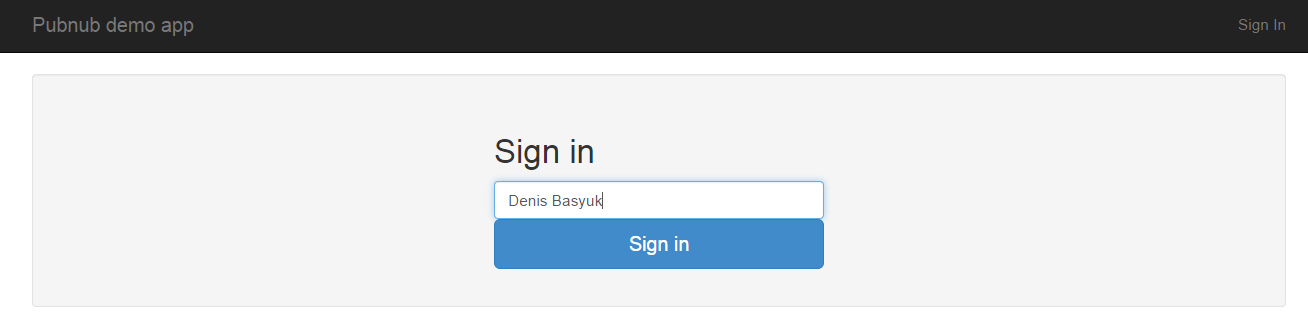 Pubnub demo app
Sign In
Sign in
Denis Basyuk
Sign in